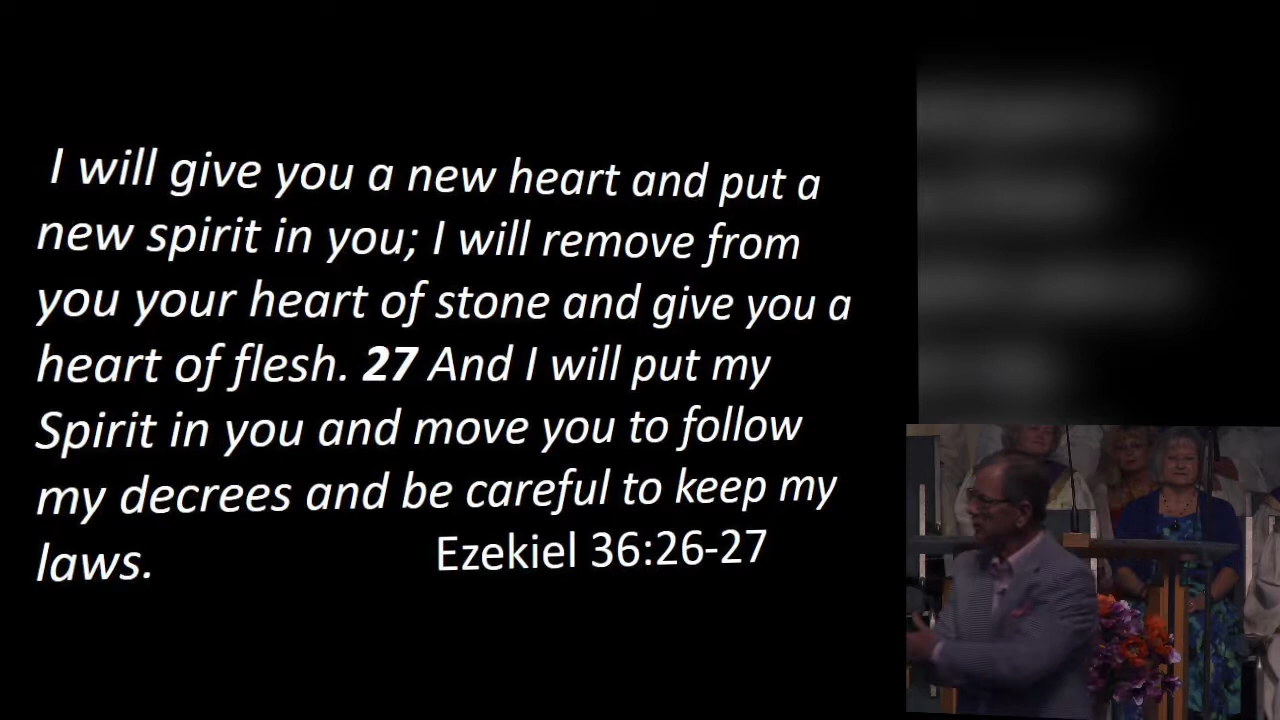 I will give you a new heart and put a
new spirit in you; I will remove from
you your heart of stone and give you a
heart of flesh. 27 And I will put my
Spirit in you and move you to follow
my decrees and be careful to keep my
laws. Ezekiel 36:26-27